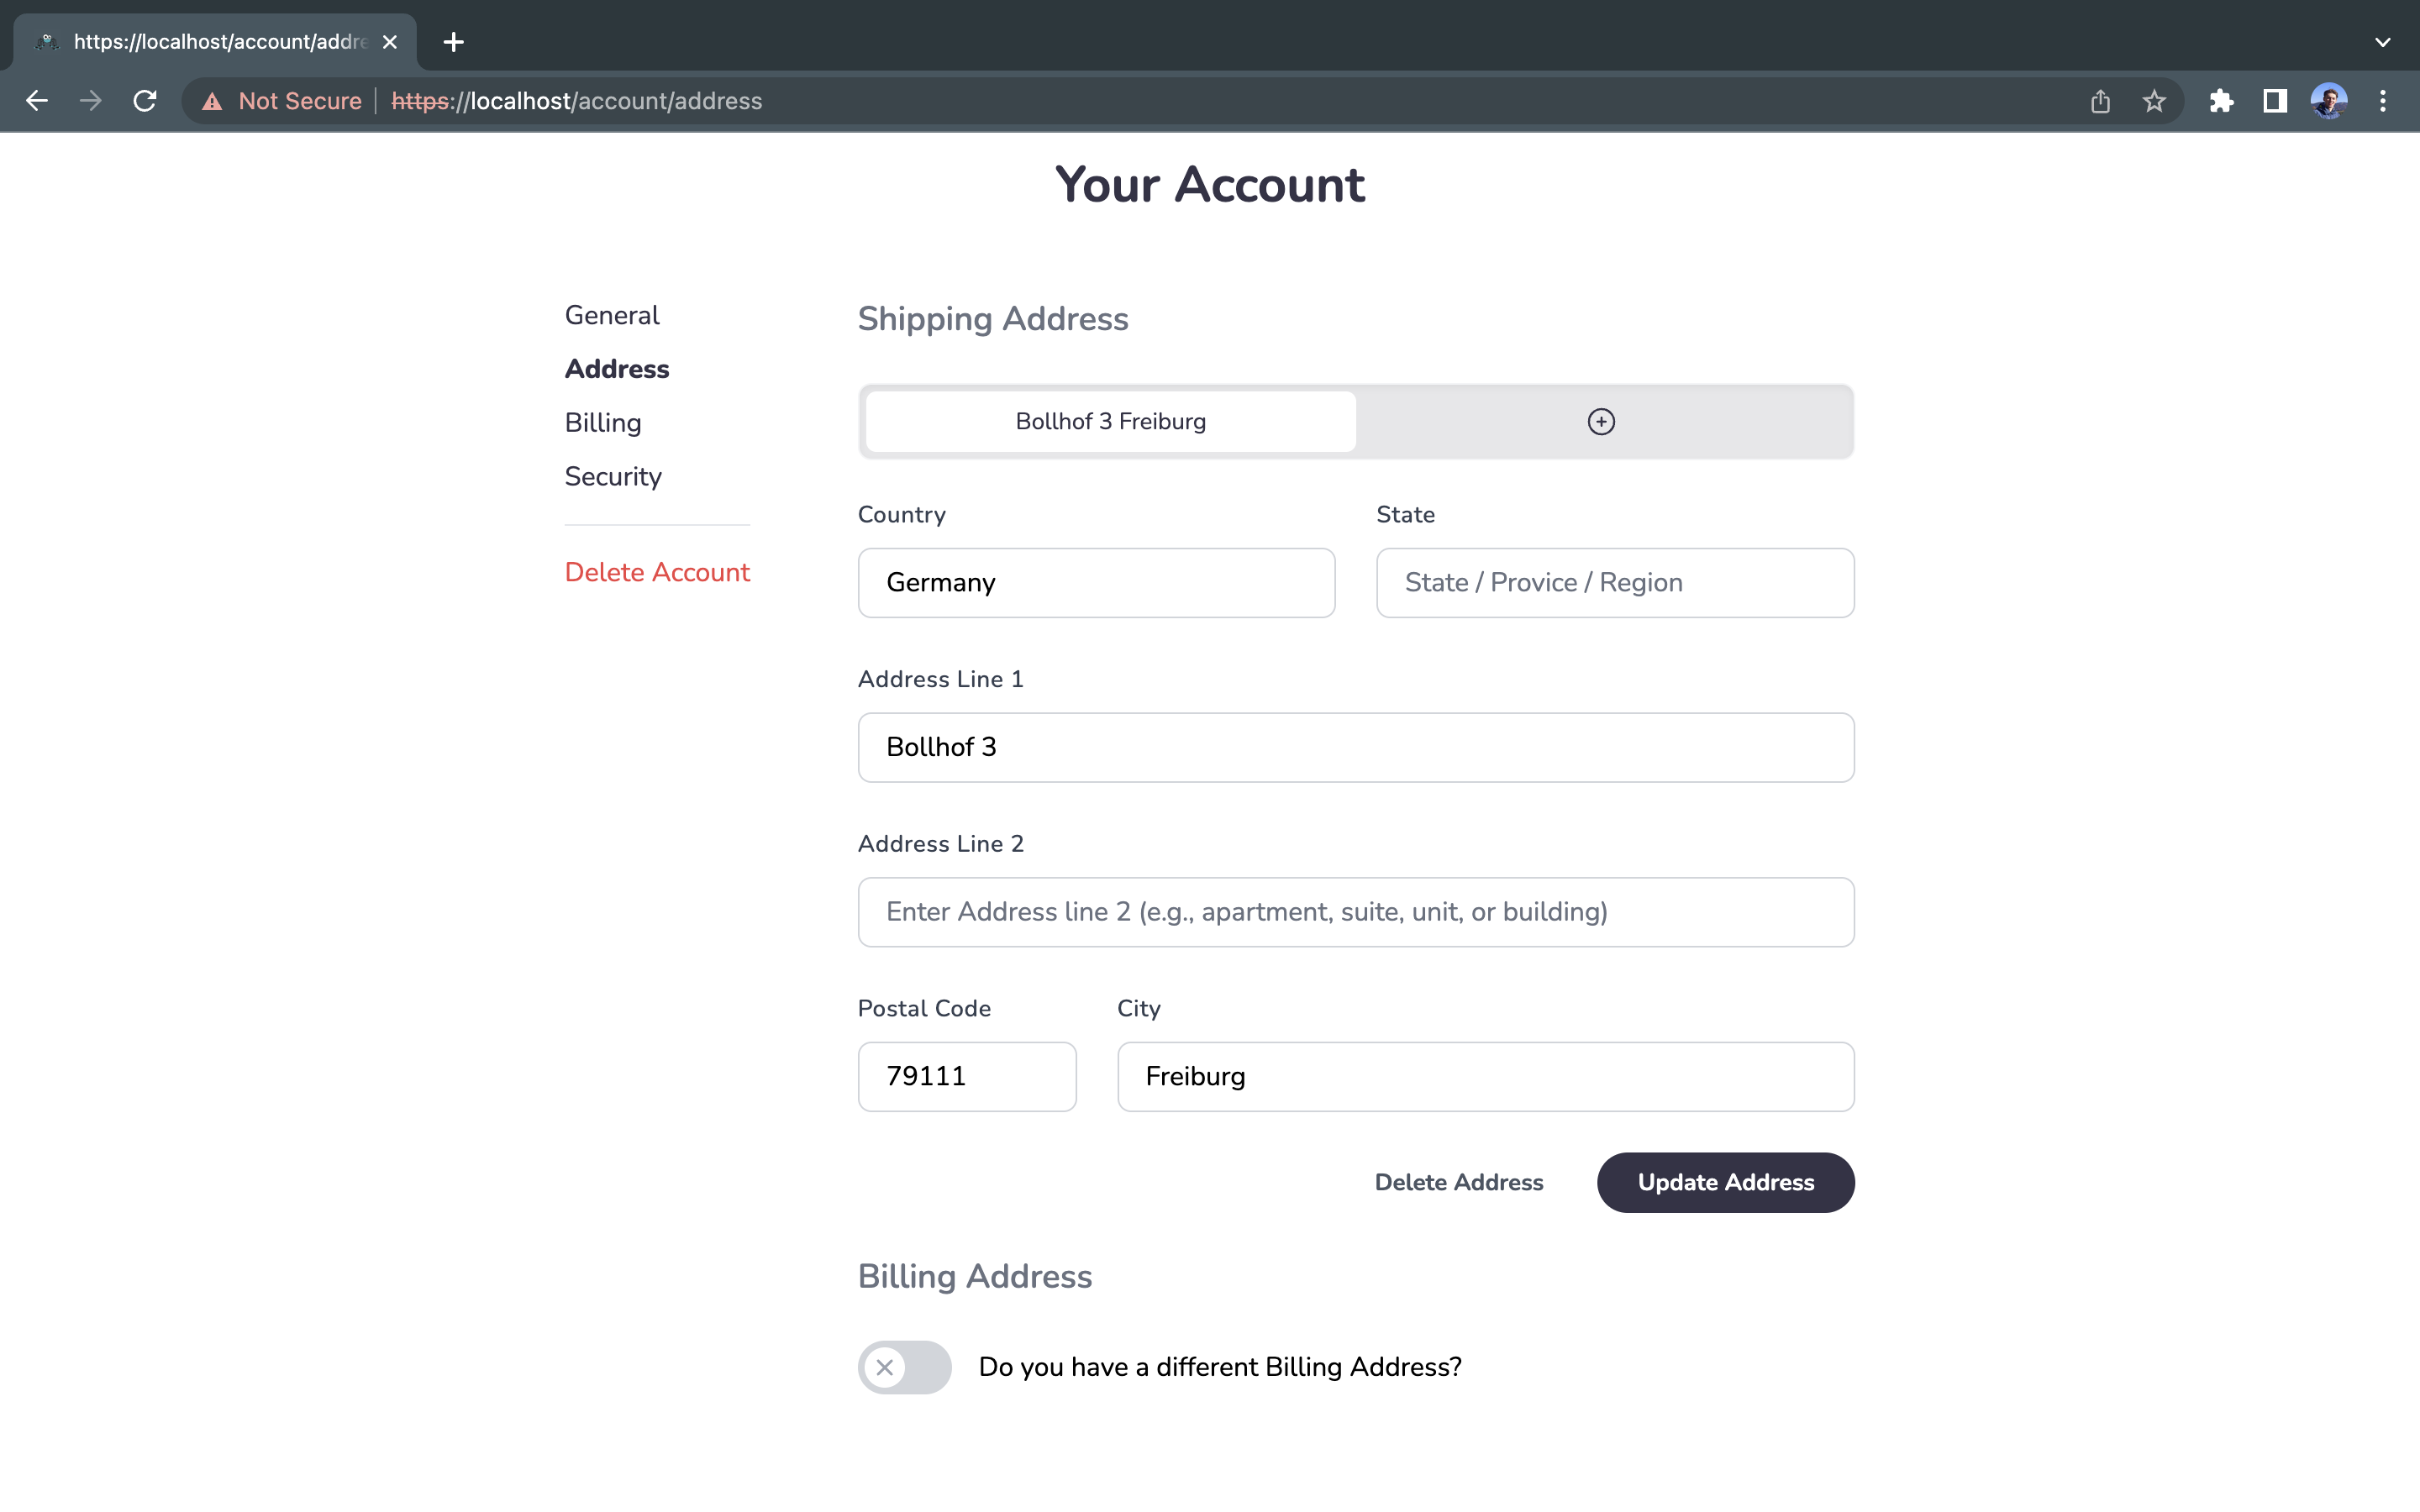 https://localhost/account/addre
Not Secure https://localhost/account/address
Your Account
General
Address
Billing
Security
Delete Account
Shipping Address
Bollhof 3 Freiburg
Country
State
Germany
State / Provice / Region
Address Line 1
Bollhof 3
Address Line 2
Enter Address line 2 (e.g., apartment, suite, unit, or building)
Postal Code
City
79111
Freiburg
Delete Address
Update Address
Billing Address
Do you have a different Billing Address?